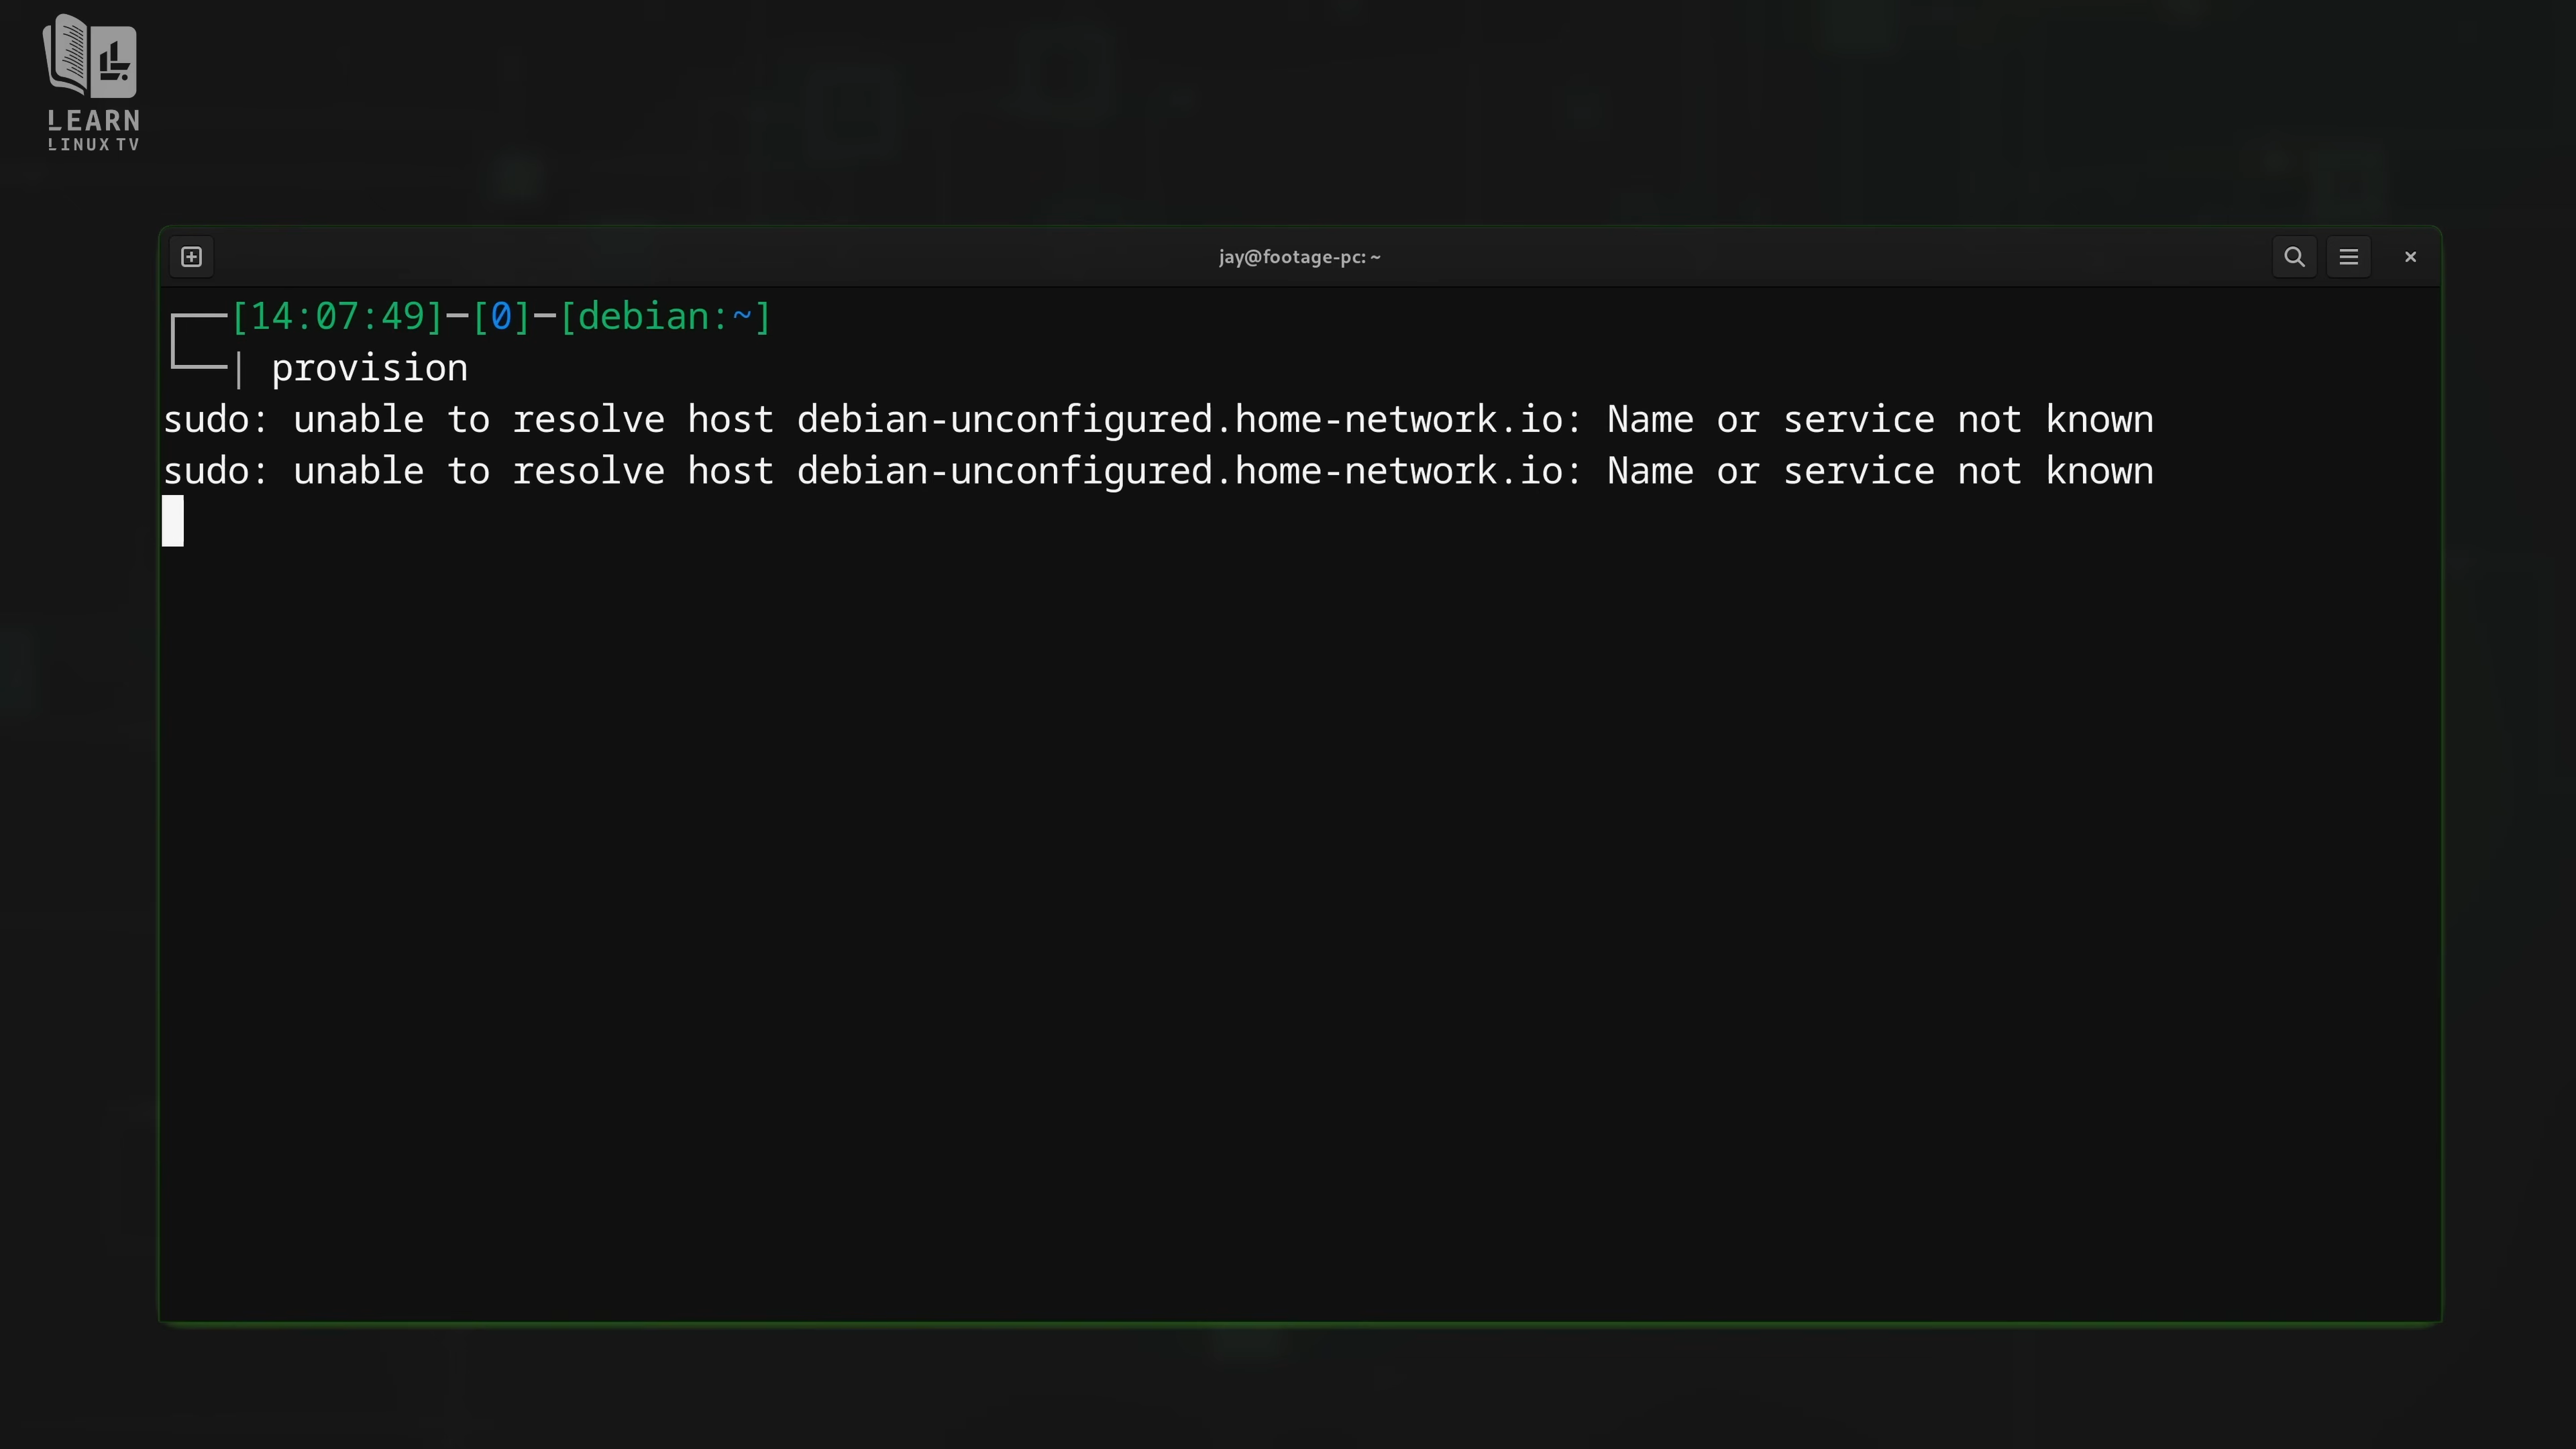 LEARN
LINUX TV
jay@footage-pc: ~
[14:07:49]─[0]─[debian:~]
| provision
sudo: unable to resolve host debian-unconfigured.home-network.io: Name or service not known
sudo: unable to resolve host debian-unconfigured.home-network.io: Name or service not known